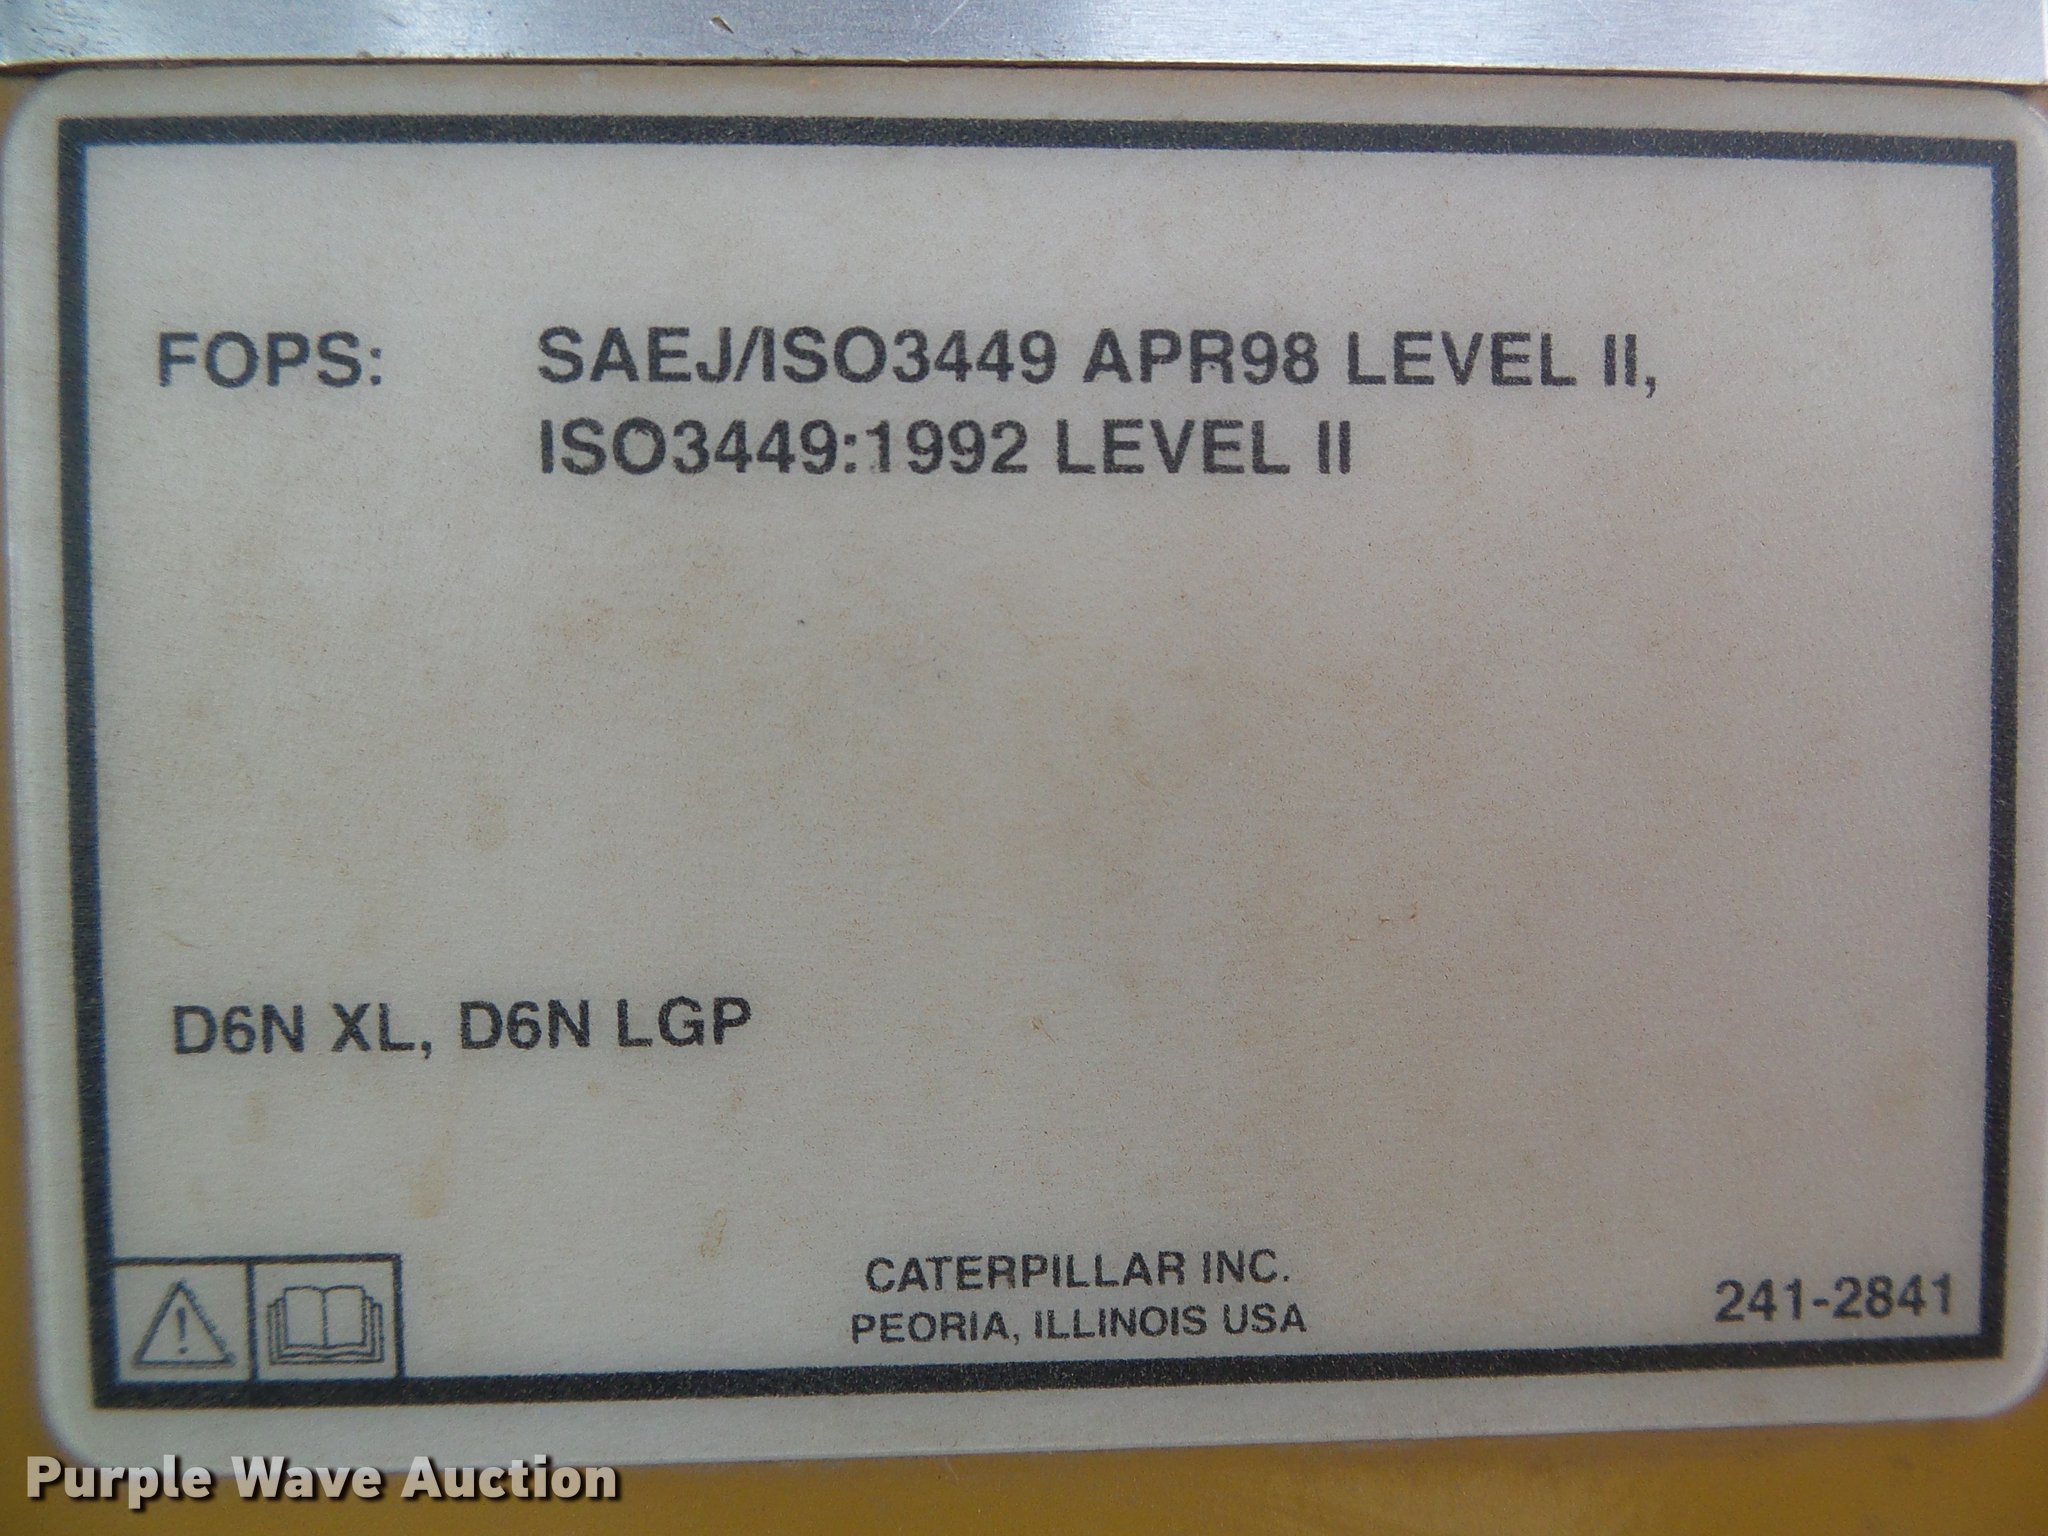 FOPS: SAEJ/ISO3449 APR98 LEVEL II,
ISO3449:1992 LEVEL II
D6N XL, D6N LGP
CATERPILLAR INC.
PEORIA, ILLINOIS USA
241-2841
Purple Wave Auction